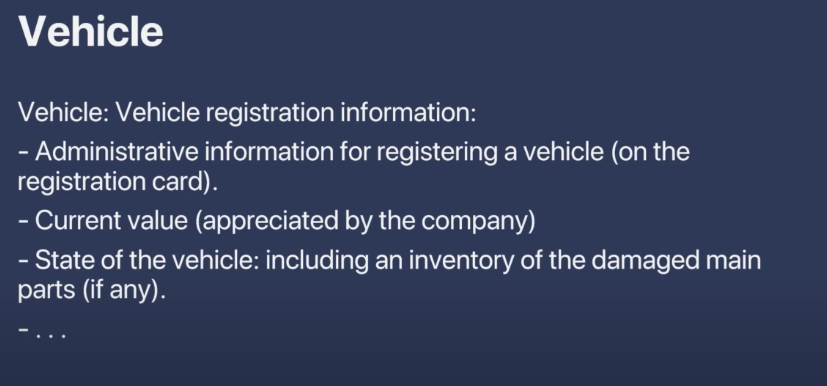 Vehicle
Vehicle: Vehicle registration information:
- Administrative information for registering a vehicle (on the
registration card).
- Current value (appreciated by the company)
- State of the vehicle: including an inventory of the damaged main
parts (if any).
- . . .